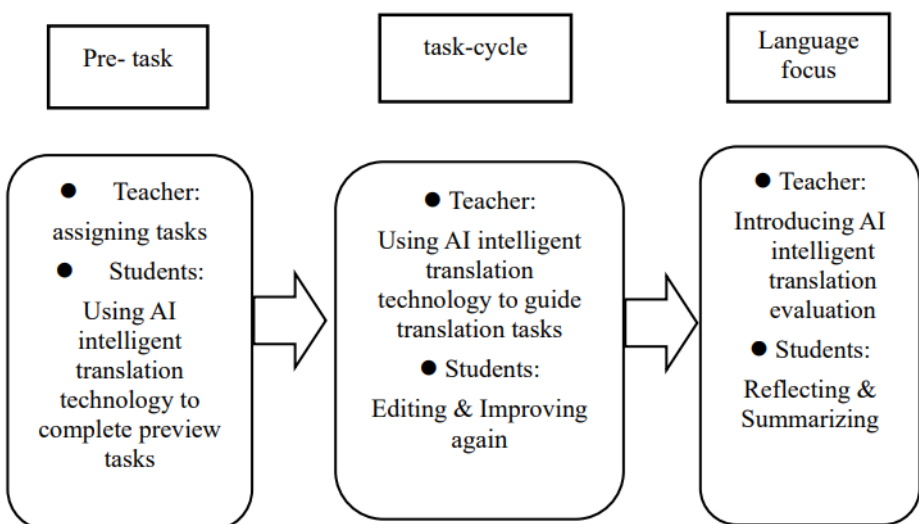 Pre- task
task-cycle
Language
focus
● Teacher:
assigning tasks
● Students:
Using AI
intelligent
translation
technology to
complete preview
tasks
● Teacher:
Using AI intelligent
translation
technology to guide
translation tasks
● Students:
Editing & Improving
again
● Teacher:
Introducing AI
intelligent
translation
evaluation
● Students:
Reflecting &
Summarizing